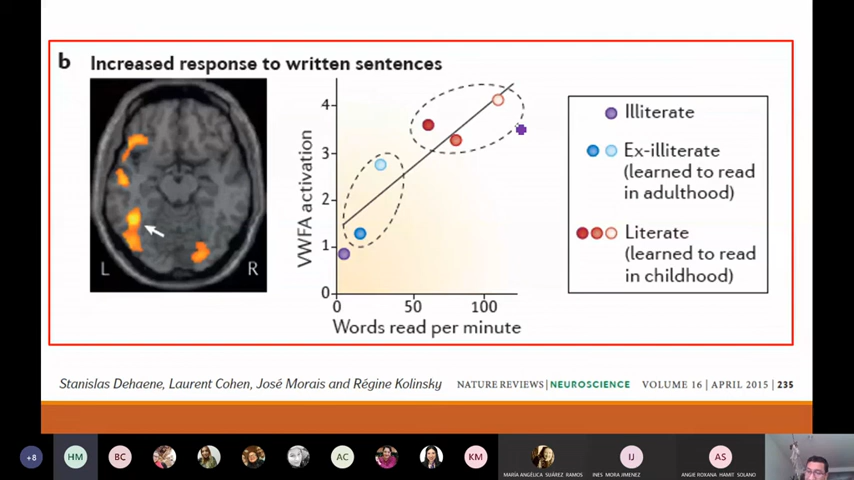 b Increased response to written sentences
L
R
VWFA activation
4
3
2
1
0
0 50 100
Words read per minute
Illiterate
Ex-illiterate
(learned to read
in adulthood)
Literate
(learned to read
in childhood)
Stanislas Dehaene, Laurent Cohen, José Morais and Régine Kolinsky
NATURE REVIEWS | NEUROSCIENCE VOLUME 16 | APRIL 2015 | 235
+8
HM
BC
AC
KM
MARÍA ANGÉLICA SUÁREZ RAMOS
IJ
INES MORA JIMENEZ
AS
ANGIE ROXANA HAMIT SOLANO